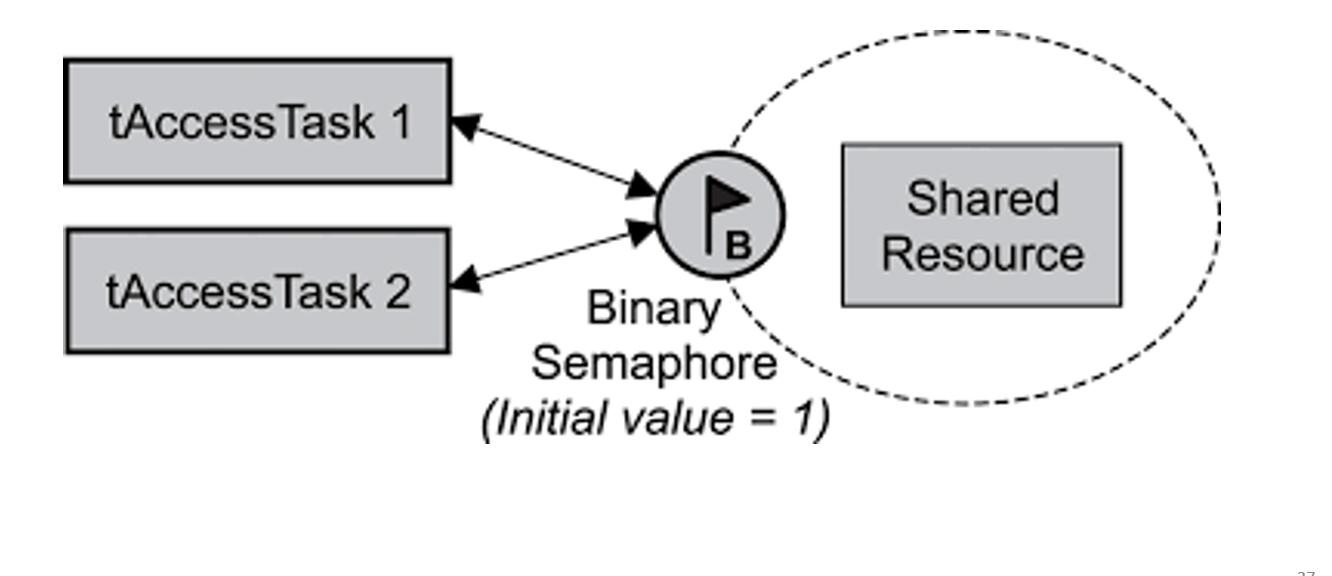 tAccessTask 1
tAccessTask 2
B
Binary
Semaphore
(Initial value = 1)
Shared
Resource